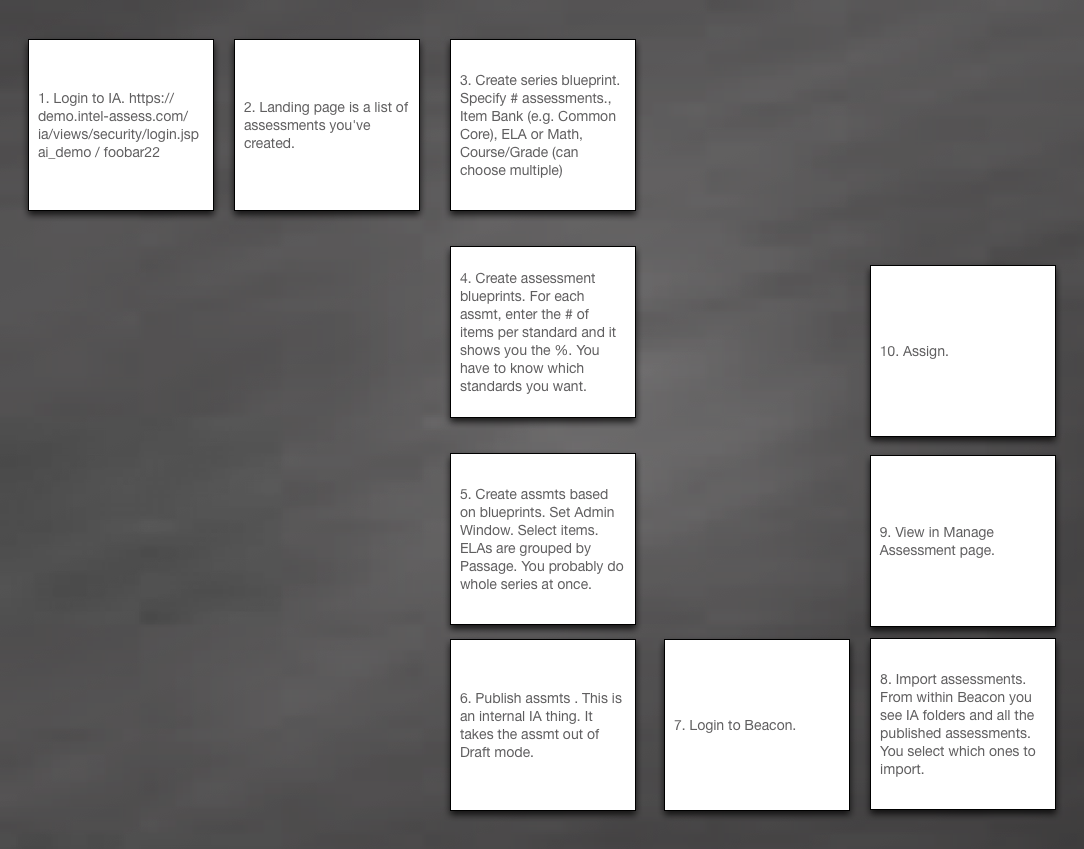 1. Login to IA. https://
demo.intel-assess.com/
ia/views/security/login.jsp
ai_demo / foobar22
2. Landing page is a list of
assessments you've
created.
3. Create series blueprint.
Specify # assessments.,
Item Bank (e.g. Common
Core), ELA or Math,
Course/Grade (can
choose multiple)
4. Create assessment
blueprints. For each
assmt, enter the # of
items per standard and it
shows you the %. You
have to know which
standards you want.
5. Create assmts based
on blueprints. Set Admin
Window. Select items.
ELAs are grouped by
Passage. You probably do
whole series at once.
6. Publish assmts . This is
an internal IA thing. It
takes the assmt out of
Draft mode.
7. Login to Beacon.
8. Import assessments.
From within Beacon you
see IA folders and all the
published assessments.
You select which ones to
import.
9. View in Manage
Assessment page.
10. Assign.